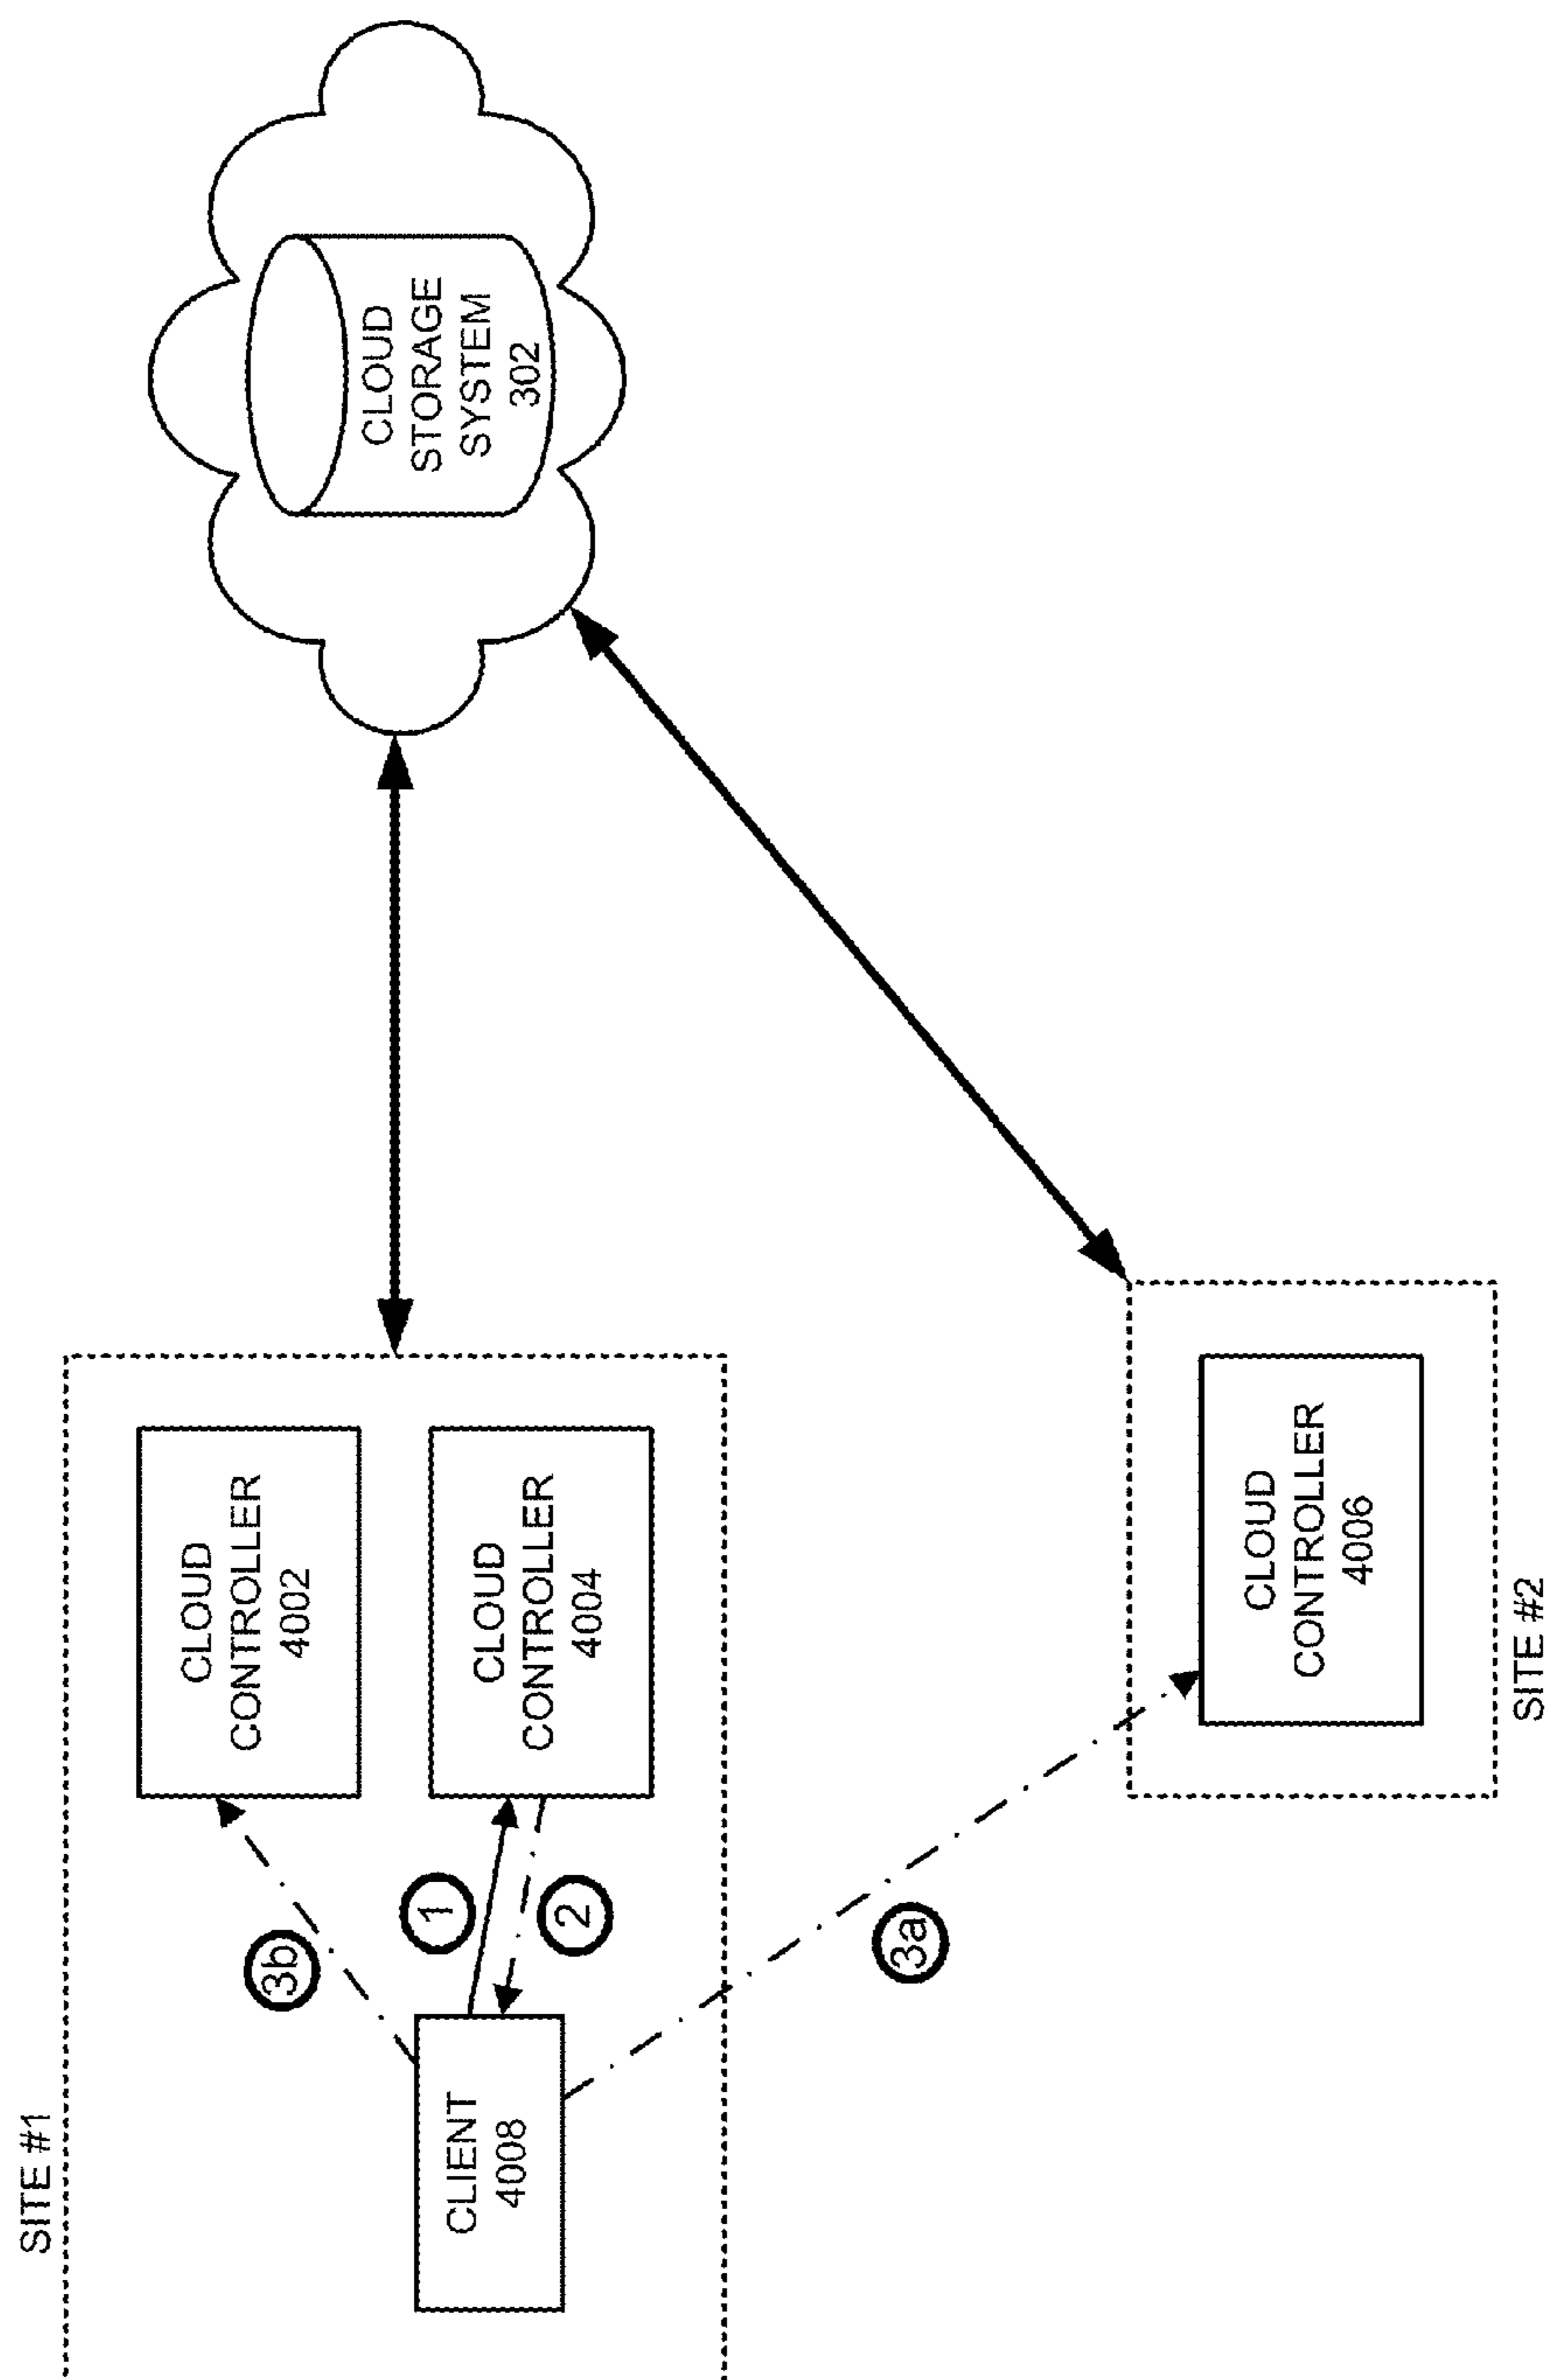 SITE #1
CLIENT
4008
3b
1
2
3a
CLOUD
CONTROLLER
4002
CLOUD
CONTROLLER
4004
CLOUD
CONTROLLER
4006
SITE #2
CLOUD
STORAGE
SYSTEM
302